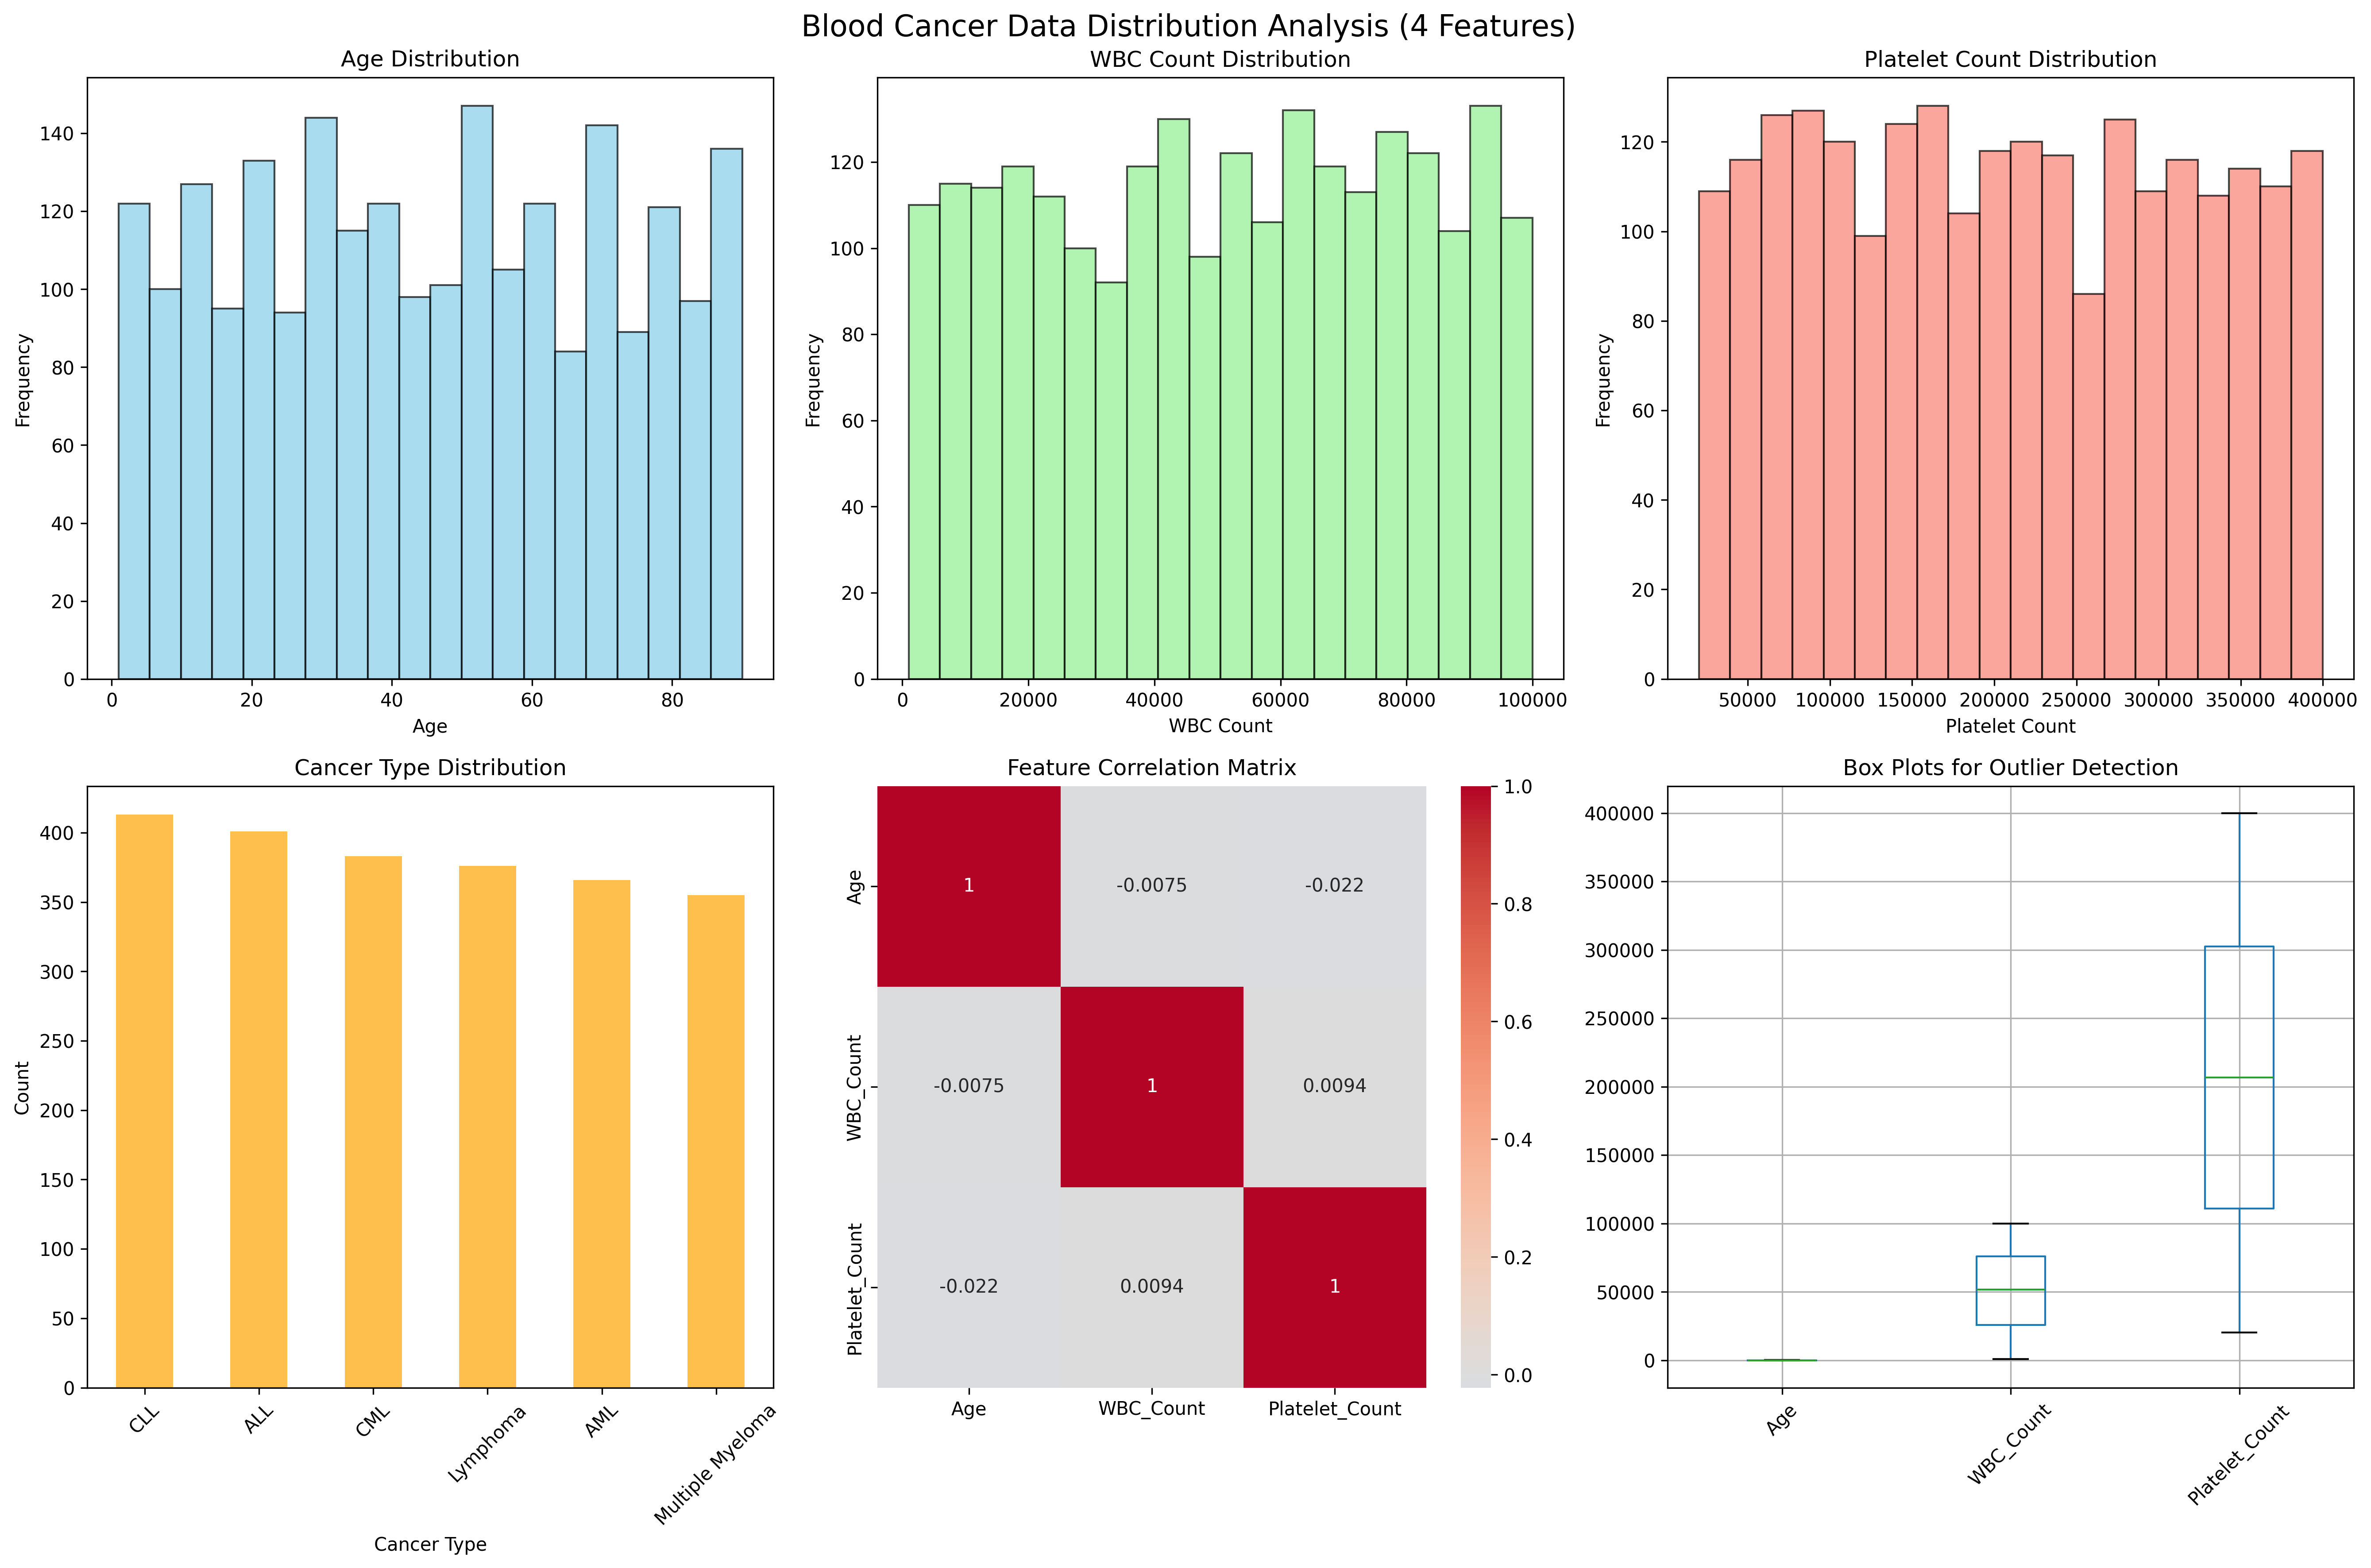 Blood Cancer Data Distribution Analysis (4 Features)
Age Distribution
Frequency
140
120
100
80
60
40
20
0
0 20 40 60 80
Age
WBC Count Distribution
Frequency
120
100
80
60
40
20
0
0 20000 40000 60000 80000 100000
WBC Count
Platelet Count Distribution
Frequency
120
100
80
60
40
20
0
50000 100000 150000 200000 250000 300000 350000 400000
Platelet Count
Cancer Type Distribution
Count
400
350
300
250
200
150
100
50
0
CLL ALL CML Lymphoma AML Multiple Myeloma
Cancer Type
Feature Correlation Matrix
Age
WBC_Count
Platelet_Count
1 -0.0075 -0.022
-0.0075 1 0.0094
-0.022 0.0094 1
Age WBC_Count Platelet_Count
1.0
0.8
0.6
0.4
0.2
0.0
Box Plots for Outlier Detection
400000
350000
300000
250000
200000
150000
100000
50000
0
Age WBC_Count Platelet_Count